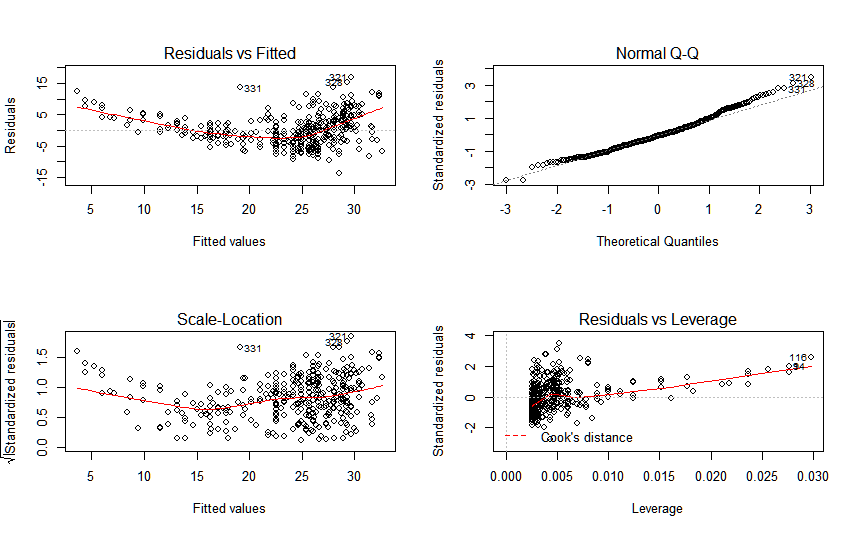 Residuals vs Fitted
Residuals
-15 -5 5 15
321
328
331
5 10 15 20 25 30
Fitted values
Normal Q-Q
Standardized residuals
-3 -1 1 3
321
328
331
-3 -2 -1 0 1 2 3
Theoretical Quantiles
Scale-Location
√|Standardized residuals|
0.0 0.5 1.0 1.5
321
328
331
5 10 15 20 25 30
Fitted values
Residuals vs Leverage
Standardized residuals
-2 0 2 4
116
94
Cook's distance
0.000 0.005 0.010 0.015 0.020 0.025 0.030
Leverage